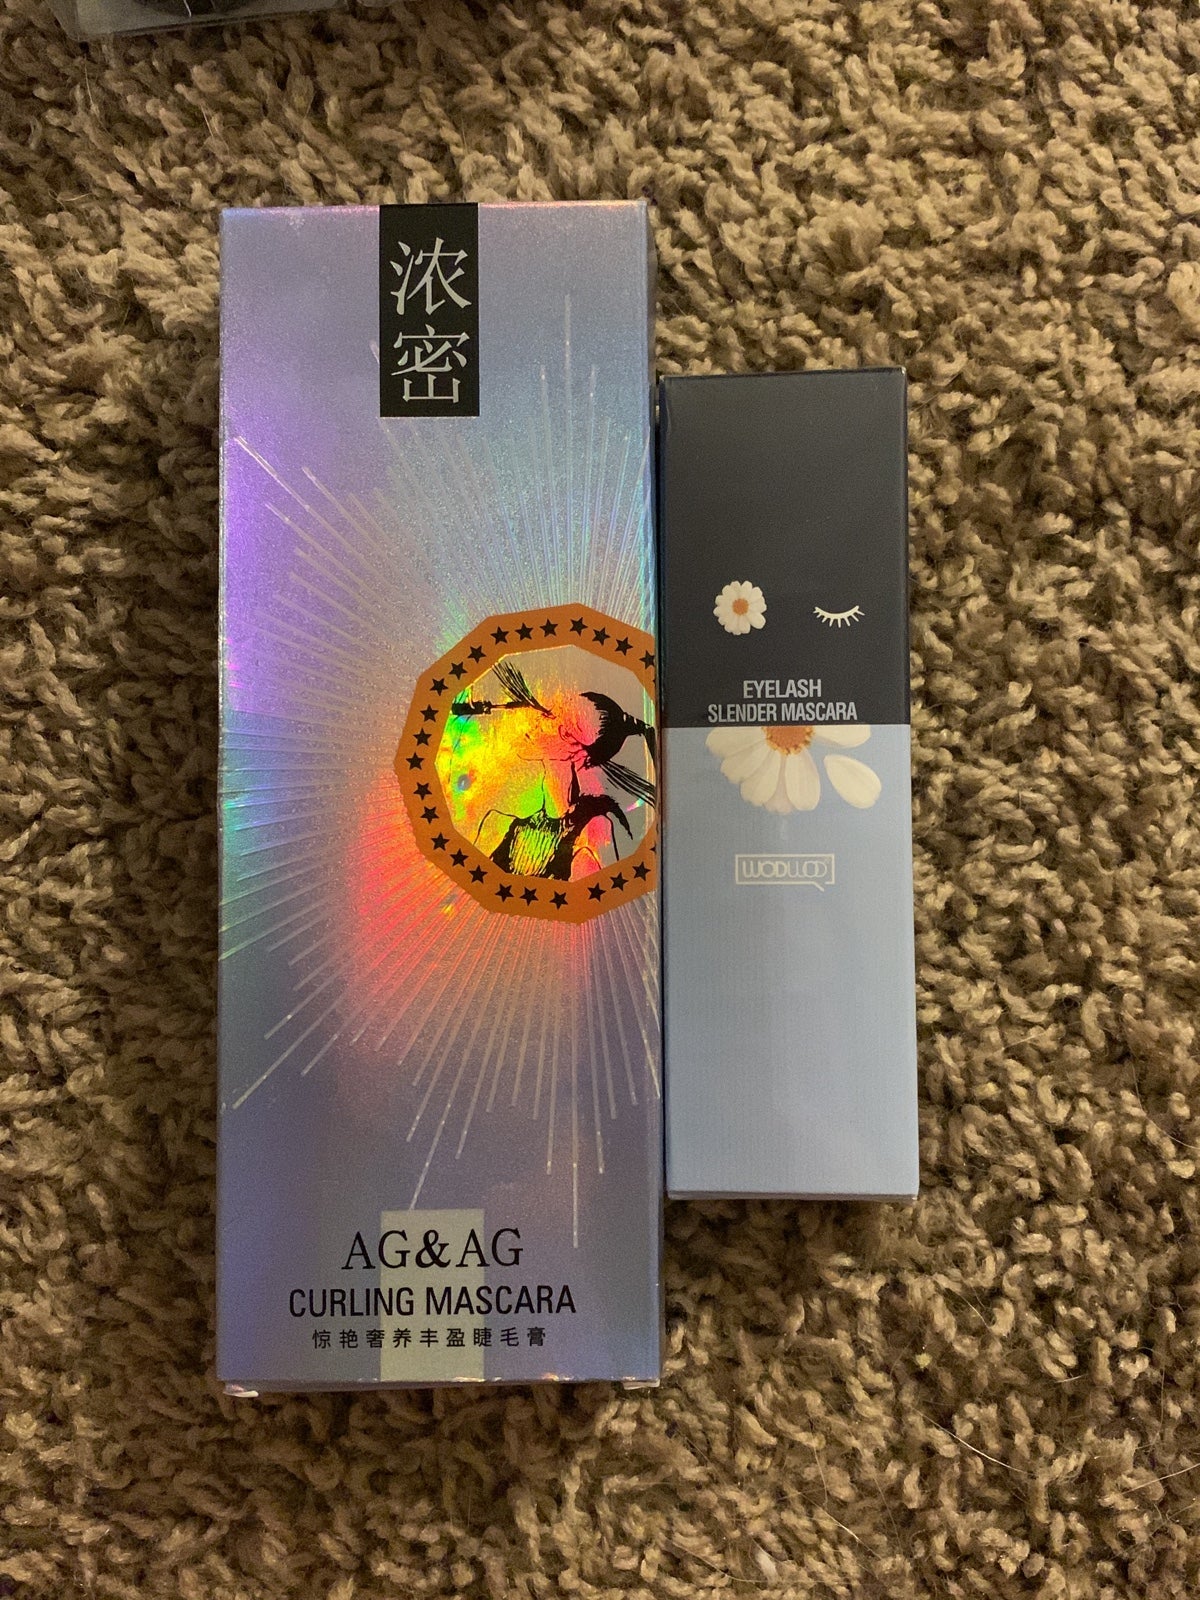 浓密
AG&AG
CURLING MASCARA
惊艳奢养丰盈睫毛膏
EYELASH
SLENDER MASCARA
WODWOD